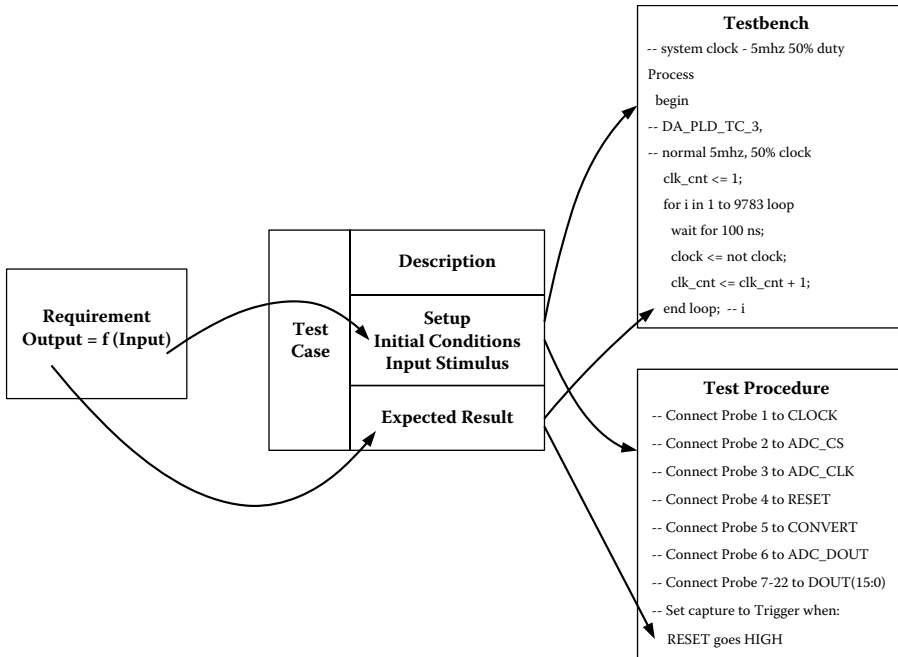 Requirement
Output = f (Input)
Test
Case
Description
Setup
Initial Conditions
Input Stimulus
Expected Result
Testbench
-- system clock - 5mhz 50% duty
Process
begin
-- DA_PLD_TC_3,
-- normal 5mhz, 50% clock
clk_cnt <= 1;
for i in 1 to 9783 loop
wait for 100 ns;
clock <= not clock;
clk_cnt <= clk_cnt + 1;
end loop; -- i
Test Procedure
-- Connect Probe 1 to CLOCK
-- Connect Probe 2 to ADC_CS
-- Connect Probe 3 to ADC_CLK
-- Connect Probe 4 to RESET
-- Connect Probe 5 to CONVERT
-- Connect Probe 6 to ADC_DOUT
-- Connect Probe 7-22 to DOUT(15:0)
-- Set capture to Trigger when:
RESET goes HIGH